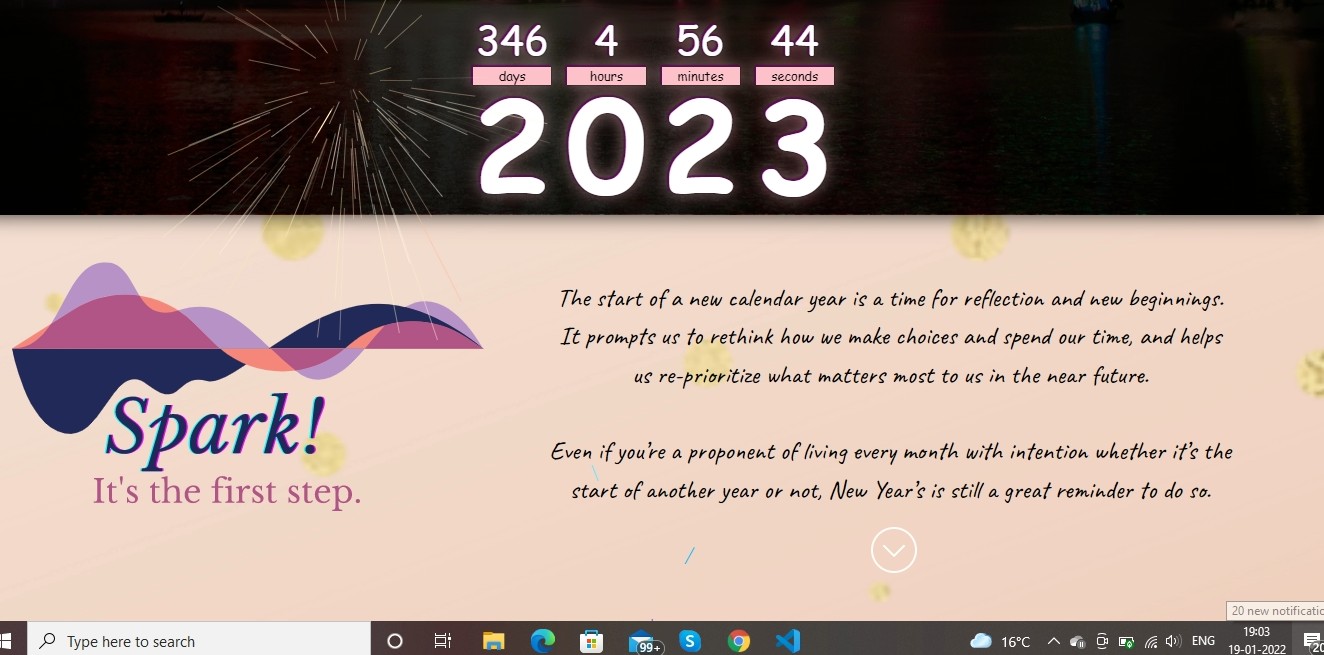 346 4 56 44
days hours minutes seconds
2023
The start of a new calendar year is a time for reflection and new beginnings.
It prompts us to rethink how we make choices and spend our time, and helps
us re-prioritize what matters most to us in the near future.
Even if you're a proponent of living every month with intention whether it's the
start of another year or not, New Year's is still a great reminder to do so.
Spark!
It's the first step.
20 new notificatio
Type here to search
99+
S
16°C
ENG
19:03
19-01-2022
20